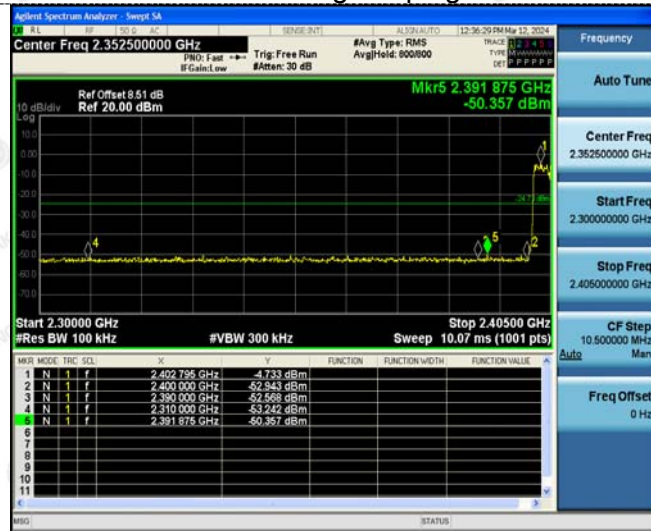 Agilent Spectrum Analyzer - Swept SA
RL RF 50 Ω AC SENSE:INT ALIGNAUTO 12:36:29 PM Mar 12, 2024
Center Freq 2.352500000 GHz
PNO: Fast
IFGain:Low
Trig: Free Run
#Atten: 30 dB
#Avg Type: RMS
Avg|Hold: 800/800
TRACE 1 2 3 4 5 6
TYPE
DET P P P P P P
Frequency
Mkr5 2.391 875 GHz
-50.357 dBm
Ref Offset 8.51 dB
Ref 20.00 dBm
10 dB/div
Log
10.0
0.00
-10.0
-20.0
-30.0
-40.0
-50.0
-60.0
-70.0
1
2
4
5
Start 2.30000 GHz
Stop 2.40500 GHz
#Res BW 100 kHz
#VBW 300 kHz
Sweep 10.07 ms (1001 pts)
MKR MODE TRC SCL X Y FUNCTION FUNCTION WIDTH FUNCTION VALUE
1 N 1 f 2.402 795 GHz -4.733 dBm
2 N 1 f 2.400 000 GHz -52.943 dBm
3 N 1 f 2.390 000 GHz -52.568 dBm
4 N 1 f 2.310 000 GHz -53.242 dBm
5 N 1 f 2.391 875 GHz -50.357 dBm
6
7
8
9
10
11
MSG
STATUS
Auto Tune
Center Freq
2.352500000 GHz
Start Freq
2.300000000 GHz
Stop Freq
2.405000000 GHz
CF Step
10.500000 MHz
Auto Man
Freq Offset
0 Hz